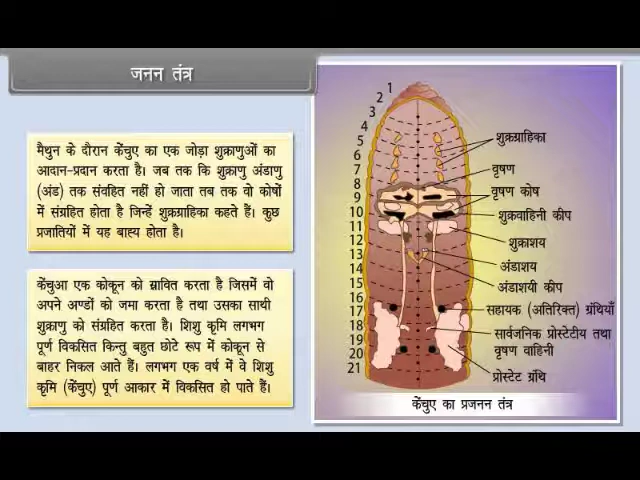 जनन तंत्र
मैथुन के दौरान केंचुए का एक जोड़ा शुक्राणुओं का
आदान-प्रदान करता है। जब तक कि शुक्राणु अंडाणु
(अंड) तक संवहित नहीं हो जाता तब तक वो कोषों
में संग्रहित होता है जिन्हें शुक्रग्राहिका कहते हैं। कुछ
प्रजातियों में यह बाह्य होता है।
केंचुआ एक कोकून को स्रावित करता है जिसमें वो
अपने अण्डों को जमा करता है तथा उसका साथी
शुक्राणु को संग्रहित करता है। शिशु कृमि लगभग
पूर्ण विकसित किन्तु बहुत छोटे रूप में कोकून से
बाहर निकल आते हैं। लगभग एक वर्ष में वे शिशु
कृमि (केंचुए) पूर्ण आकार में विकसित हो पाते हैं।
1
2
3
4
5
6
7
8
9
10
11
12
13
14
15
16
17
18
19
20
21
शुक्रग्राहिका
वृषण
वृषण कोष
शुक्रवाहिनी कीप
शुक्राशय
अंडाशय
अंडाशयी कीप
सहायक (अतिरिक्त) ग्रंथियाँ
सार्वजनिक प्रोस्टेटीय तथा
वृषण वाहिनी
प्रोस्टेट ग्रंथि
केंचुए का प्रजनन तंत्र